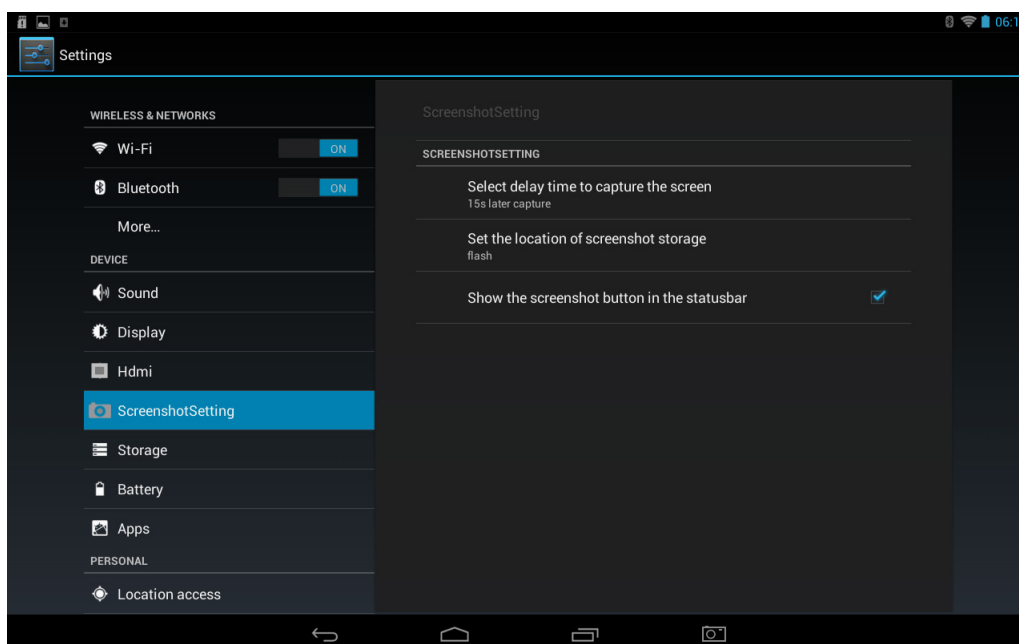 06:1
Settings
WIRELESS & NETWORKS
Wi-Fi
ON
Bluetooth
ON
More...
DEVICE
Sound
Display
Hdmi
ScreenshotSetting
Storage
Battery
Apps
PERSONAL
Location access
ScreenshotSetting
SCREENSHOTSETTING
Select delay time to capture the screen
15s later capture
Set the location of screenshot storage
flash
Show the screenshot button in the statusbar